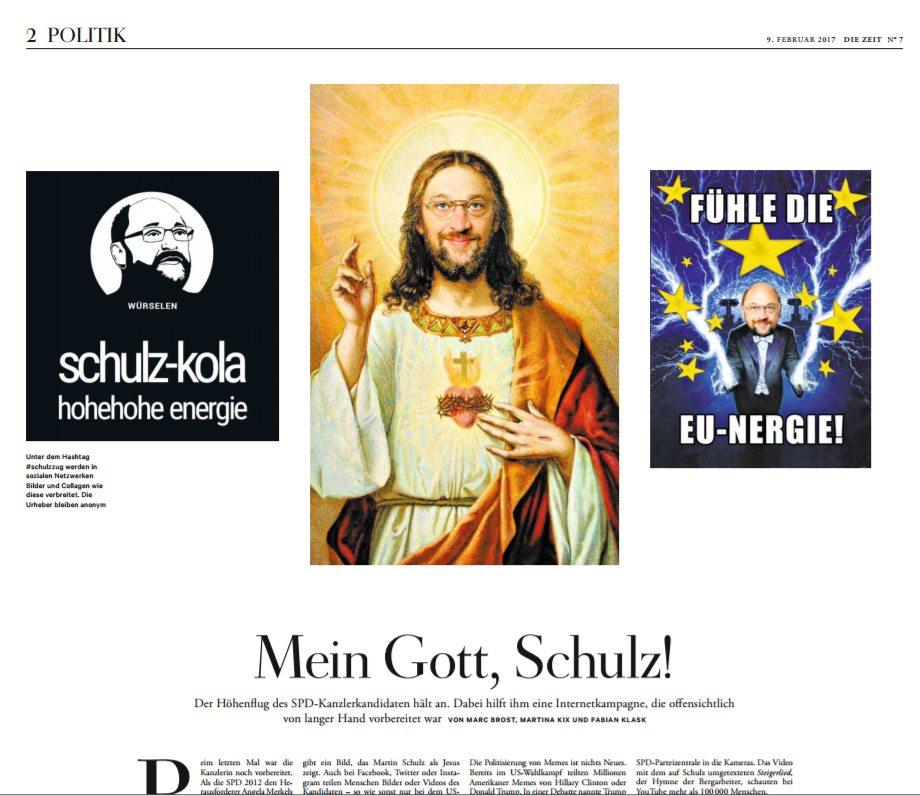 2 POLITIK
9. FEBRUAR 2017 DIE ZEIT N° 7
WÜRSELEN
schulz-kola
hohehohe energie
FÜHLE DIE
EU-NERGIE!
Unter dem Hashtag
#schulzzug werden in
sozialen Netzwerken
Bilder und Collagen wie
diese verbreitet. Die
Urheber bleiben anonym
Mein Gott, Schulz!
Der Höhenflug des SPD-Kanzlerkandidaten hält an. Dabei hilft ihm eine Internetkampagne, die offensichtlich
von langer Hand vorbereitet war VON MARC BROST, MARTINA KIX UND FABIAN KLASK
Deim letzten Mal war die
Kanzlerin noch vorbereitet.
Als die SPD 2012 den He-
rausforderer Angela Merkels
gibt ein Bild, das Martin Schulz als Jesus
zeigt. Auch bei Facebook, Twitter oder Insta-
gram teilen Menschen Bilder oder Videos des
Kandidaten – so wie sonst nur bei dem US-
Die Politisierung von Memes ist nichts Neues.
Bereits im US-Wahlkampf teilten Millionen
Amerikaner Memes von Hillary Clinton oder
Donald Trump. In einer Debatte nannte Trump
SPD-Parteizentrale in die Kameras. Das Video
mit dem auf Schulz umgetexteten Steigerlied,
der Hymne der Bergarbeiter, schauten bei
YouTube mehr als 100 000 Menschen.